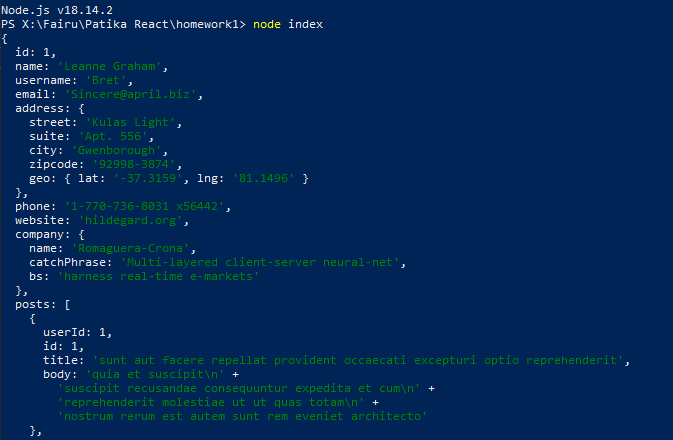 Node.js v18.14.2
PS X:\Fairu\Patika React\homework1> node index
{
  id: 1,
  name: 'Leanne Graham',
  username: 'Bret',
  email: 'Sincere@april.biz',
  address: {
    street: 'Kulas Light',
    suite: 'Apt. 556',
    city: 'Gwenborough',
    zipcode: '92998-3874',
    geo: { lat: '-37.3159', lng: '81.1496' }
  },
  phone: '1-770-736-8031 x56442',
  website: 'hildegard.org',
  company: {
    name: 'Romaguera-Crona',
    catchPhrase: 'Multi-layered client-server neural-net',
    bs: 'harness real-time e-markets'
  },
  posts: [
    {
      userId: 1,
      id: 1,
      title: 'sunt aut facere repellat provident occaecati excepturi optio reprehenderit',
      body: 'quia et suscipit\n' +
        'suscipit recusandae consequuntur expedita et cum\n' +
        'reprehenderit molestiae ut ut quas totam\n' +
        'nostrum rerum est autem sunt rem eveniet architecto'
    },